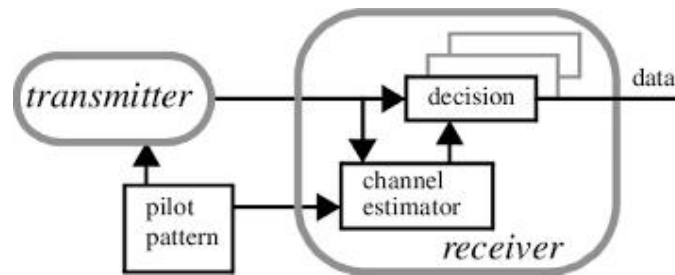 transmitter
decision
data
channel
estimator
pilot
pattern
receiver